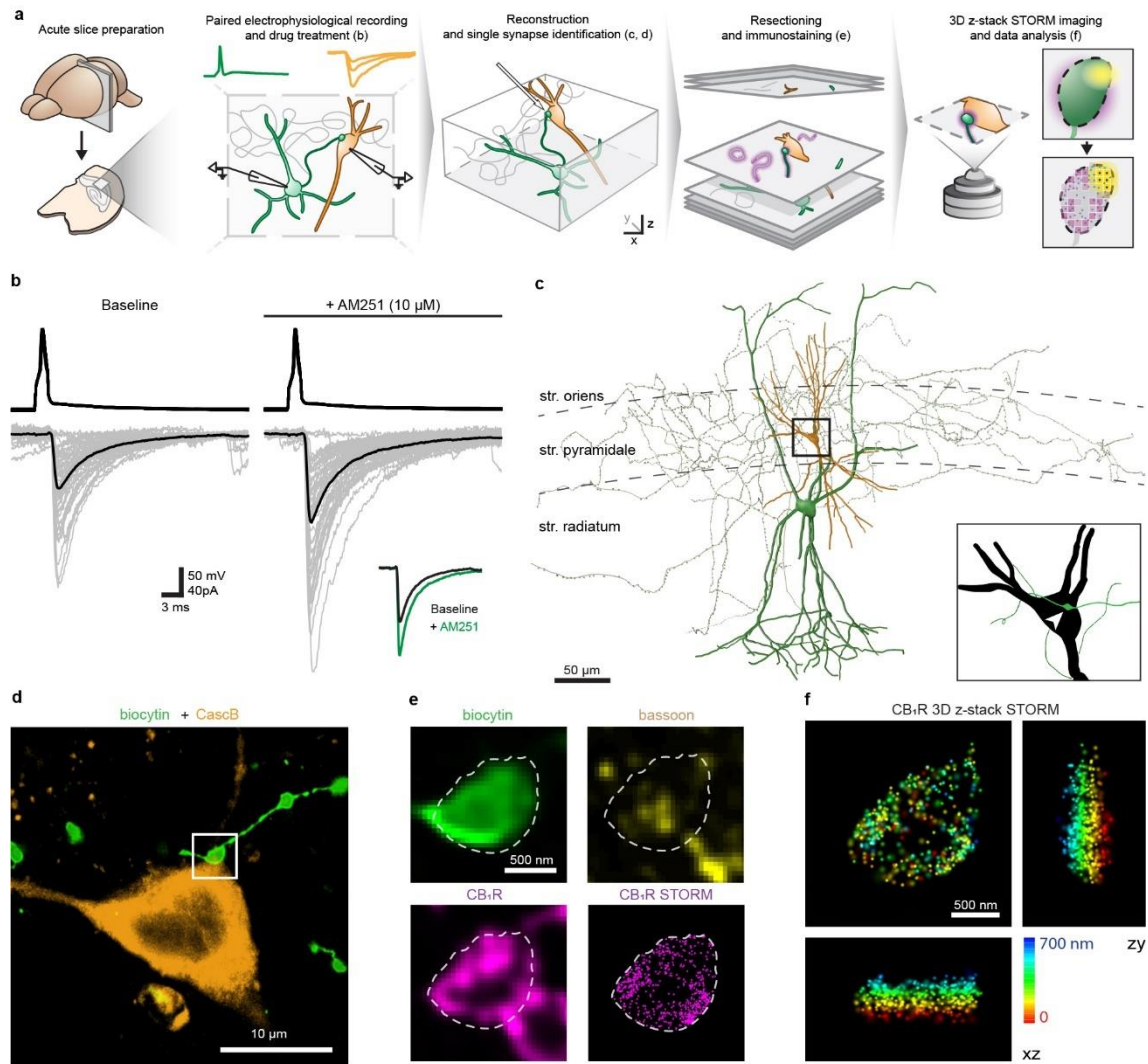 a
Acute slice preparation
Paired electrophysiological recording
and drug treatment (b)
Reconstruction
and single synapse identification (c, d)
Resectioning
and immunostaining (e)
3D z-stack STORM imaging
and data analysis (f)
y
z
x
b
Baseline
+ AM251 (10 µM)
50 mV
40pA
3 ms
Baseline
+ AM251
c
str. oriens
str. pyramidale
str. radiatum
50 µm
d
biocytin + CascB
10 µm
e
biocytin
bassoon
500 nm
CB₁R
CB₁R STORM
f
CB₁R 3D z-stack STORM
500 nm
zy
700 nm
0
xz